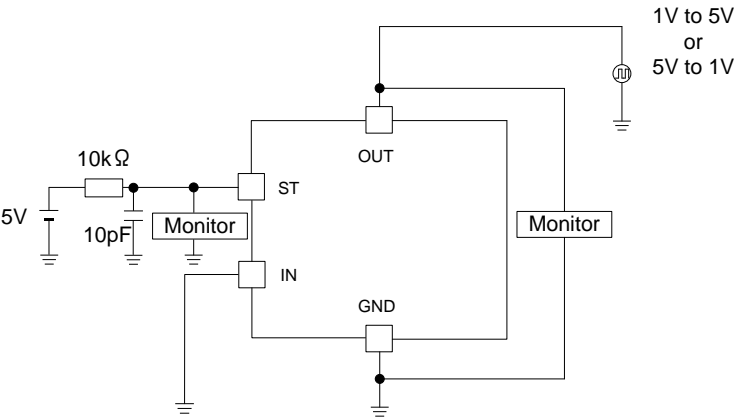 1V to 5V
or
5V to 1V
OUT
10kΩ
ST
5V
10pF
Monitor
Monitor
IN
GND